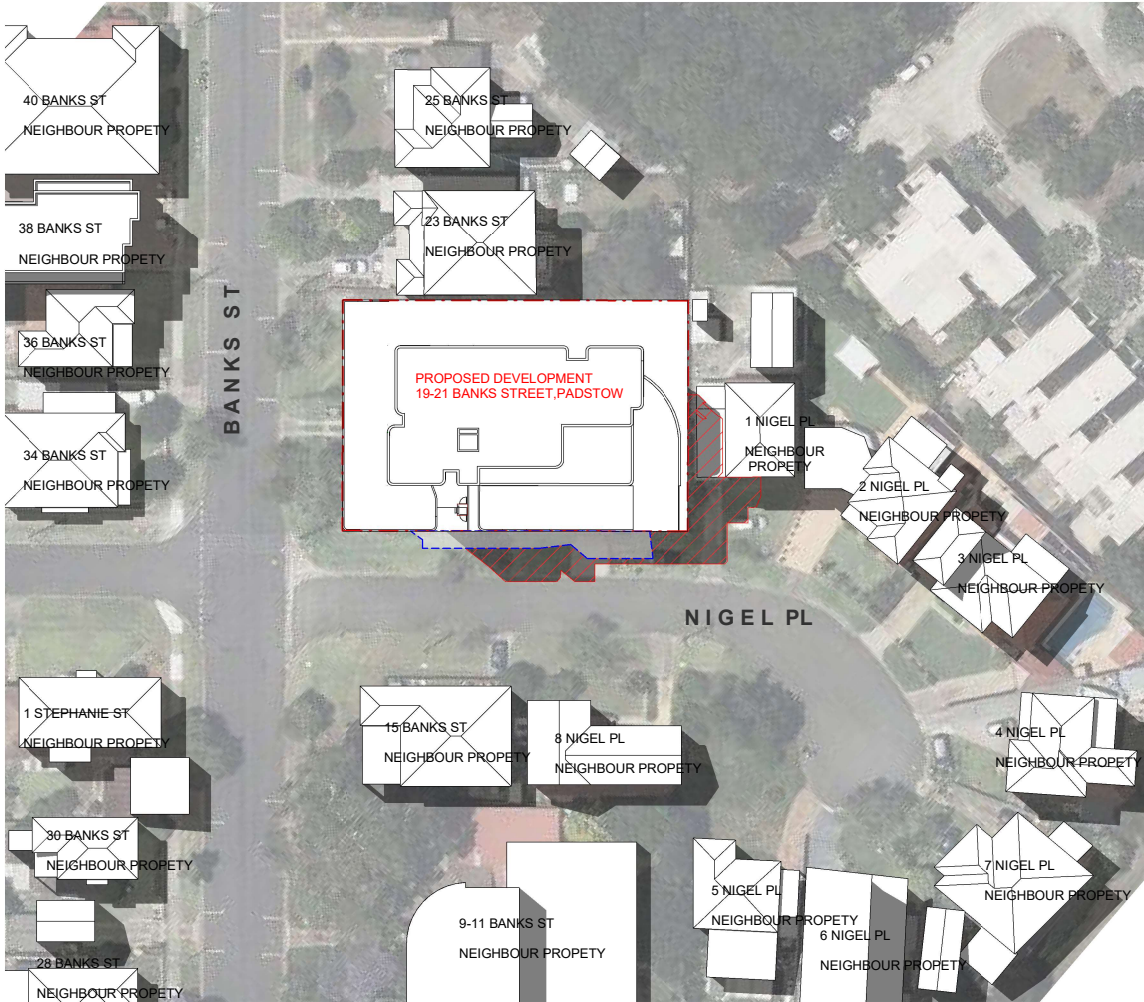 40 BANKS ST
NEIGHBOUR PROPETY
25 BANKS ST
NEIGHBOUR PROPETY
38 BANKS ST
NEIGHBOUR PROPETY
23 BANKS ST
NEIGHBOUR PROPETY
36 BANKS ST
NEIGHBOUR PROPETY
BANKS ST
PROPOSED DEVELOPMENT
19-21 BANKS STREET,PADSTOW
34 BANKS ST
NEIGHBOUR PROPETY
1 NIGEL PL
NEIGHBOUR
PROPETY
2 NIGEL PL
NEIGHBOUR PROPETY
3 NIGEL PL
NEIGHBOUR PROPETY
NIGEL PL
1 STEPHANIE ST
NEIGHBOUR PROPETY
15 BANKS ST
NEIGHBOUR PROPETY
8 NIGEL PL
NEIGHBOUR PROPETY
4 NIGEL PL
NEIGHBOUR PROPETY
30 BANKS ST
NEIGHBOUR PROPETY
5 NIGEL PL
NEIGHBOUR PROPETY
7 NIGEL PL
NEIGHBOUR PROPETY
9-11 BANKS ST
NEIGHBOUR PROPETY
6 NIGEL PL
NEIGHBOUR PROPETY
28 BANKS ST
NEIGHBOUR PROPETY